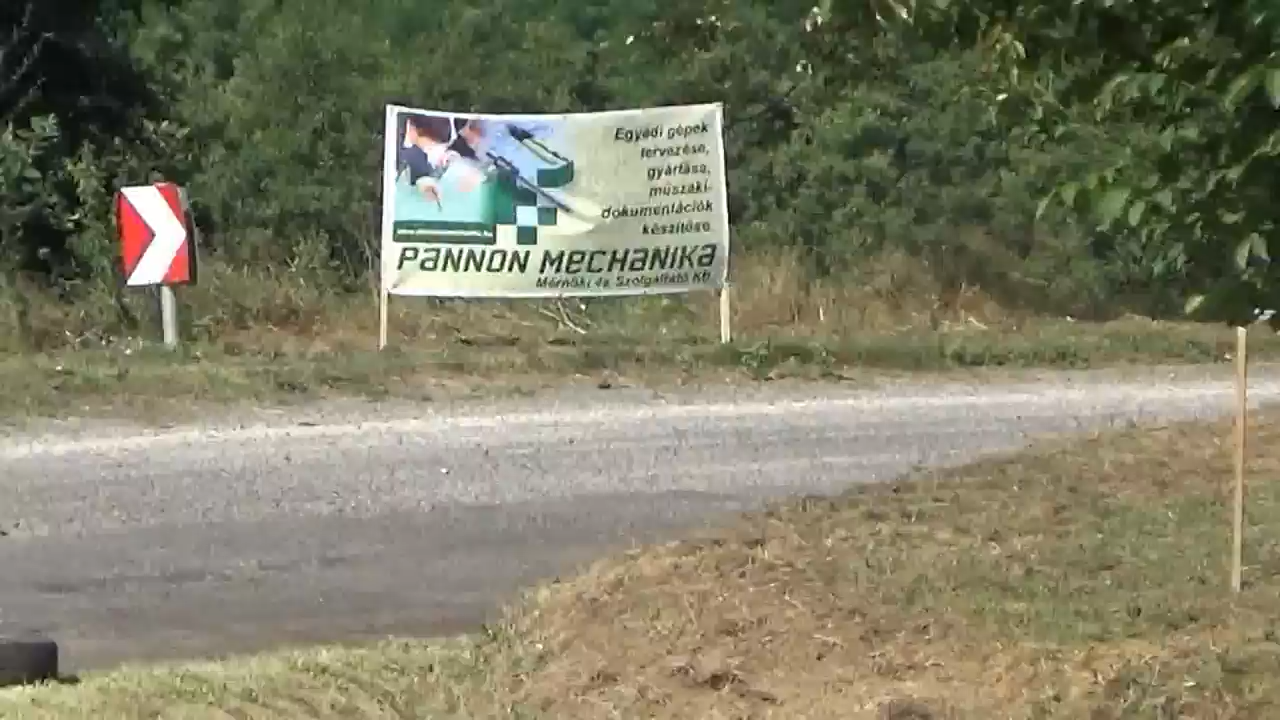 Egyedi gépek
tervezése,
gyártása,
műszaki-
dokumentációk
készítése.
PANNON MECHANIKA
Mérnöki és Szolgáltató Kft.